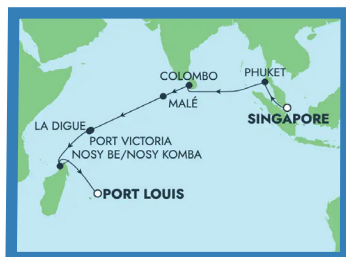 COLOMBO
PHUKET
MALÉ
SINGAPORE
LA DIGUE
PORT VICTORIA
NOSY BE/NOSY KOMBA
PORT LOUIS